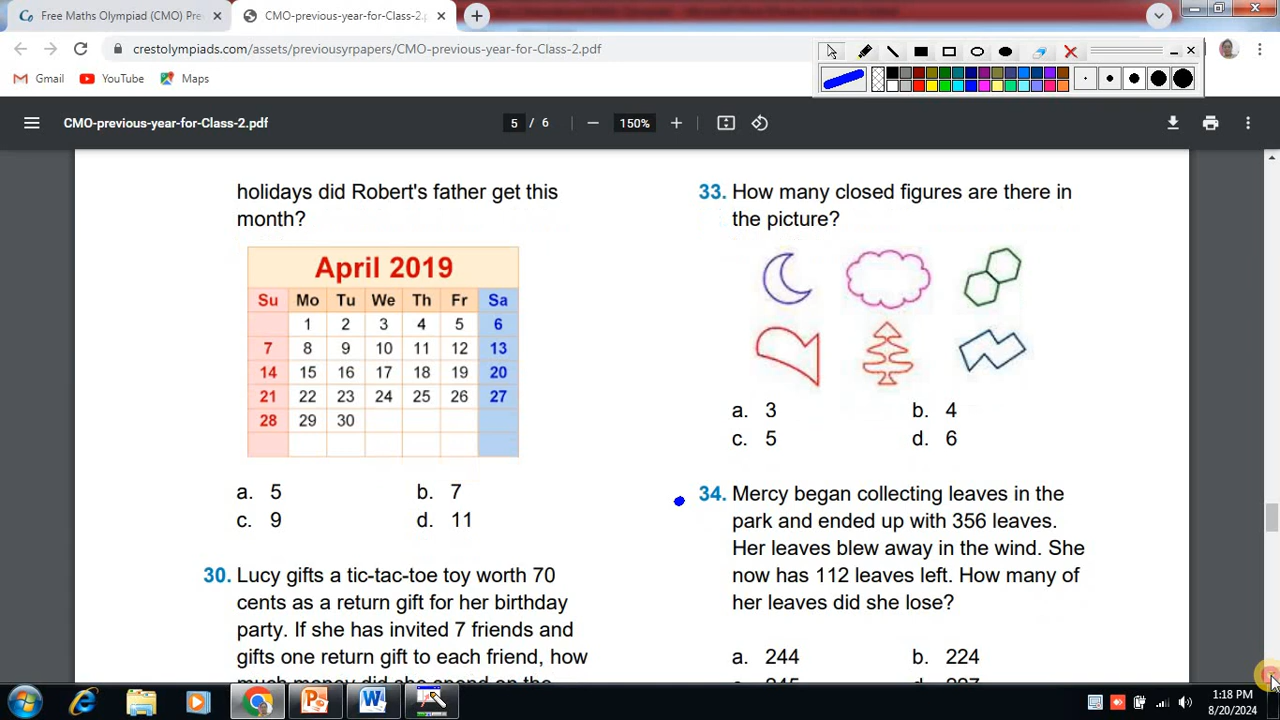 Free Maths Olympiad (CMO) Pre
CMO-previous-year-for-Class-2.p
crestolympiads.com/assets/previousyrpapers/CMO-previous-year-for-Class-2.pdf
Gmail
YouTube
Maps
CMO-previous-year-for-Class-2.pdf
5 / 6
150%
holidays did Robert's father get this
month?
April 2019
Su Mo Tu We Th Fr Sa
1 2 3 4 5 6
7 8 9 10 11 12 13
14 15 16 17 18 19 20
21 22 23 24 25 26 27
28 29 30
a. 5 b. 7
c. 9 d. 11
30. Lucy gifts a tic-tac-toe toy worth 70
cents as a return gift for her birthday
party. If she has invited 7 friends and
gifts one return gift to each friend, how
much money did she spend on the
33. How many closed figures are there in
the picture?
a. 3 b. 4
c. 5 d. 6
34. Mercy began collecting leaves in the
park and ended up with 356 leaves.
Her leaves blew away in the wind. She
now has 112 leaves left. How many of
her leaves did she lose?
a. 244 b. 224
1:18 PM
8/20/2024